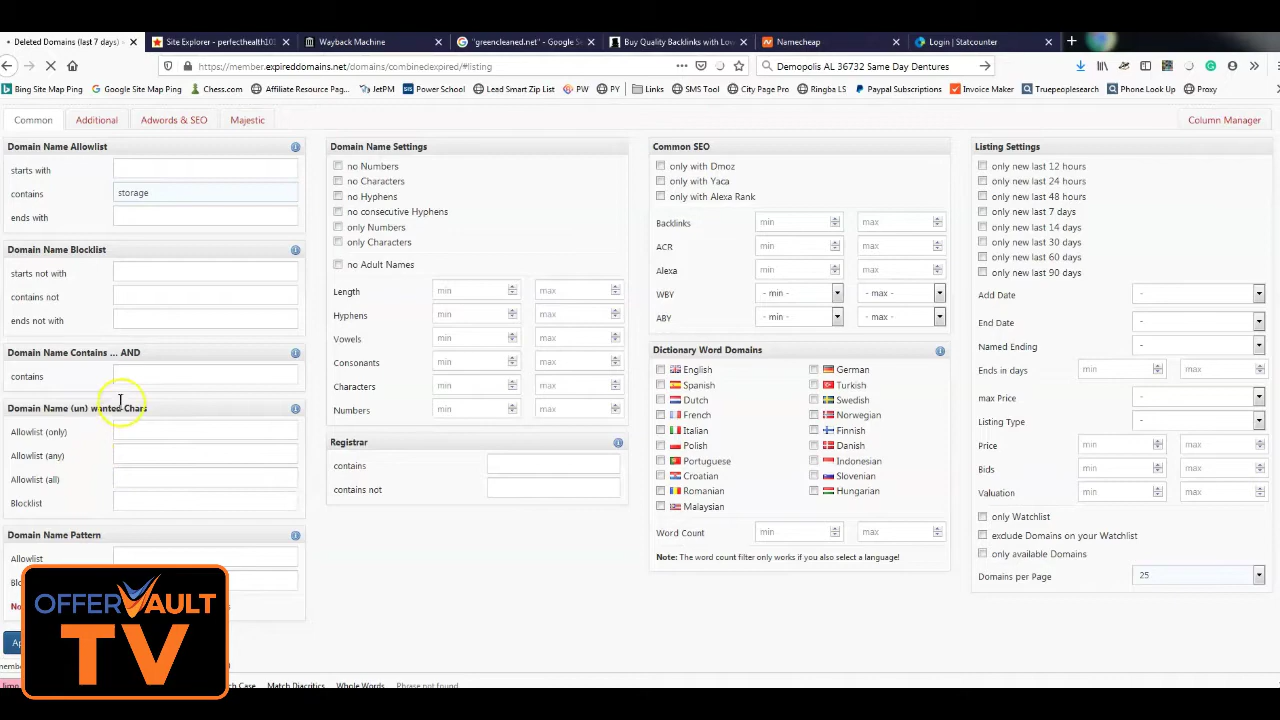 Deleted Domains (last 7 days)
Site Explorer - perfecthealth101
Wayback Machine
"greencleaned.net" - Google Se
Buy Quality Backlinks with Low
Namecheap
Login | Statcounter
https://member.expireddomains.net/domains/combinedexpired/#listing
Demopolis AL 36732 Same Day Dentures
Bing Site Map Ping
Google Sitemap Ping
Chess.com
Affiliate Resource Pag...
JetPM
Power School
Lead Smart Zip List
PW
PY
Links
SMS Tool
City Page Pro
Ringba LS
Paypal Subscriptions
Invoice Maker
Truepeoplesearch
Phone Look Up
Proxy
Common
Additional
Adwords & SEO
Majestic
Column Manager
Domain Name Allowlist
starts with
contains storage
ends with
Domain Name Blocklist
starts not with
contains not
ends not with
Domain Name Contains ... AND
contains
Domain Name (un) wanted Chars
Allowlist (only)
Allowlist (any)
Allowlist (all)
Blocklist
Domain Name Pattern
Allowlist
Domain Name Settings
no Numbers
no Characters
no Hyphens
no consecutive Hyphens
only Numbers
only Characters
no Adult Names
Length min max
Hyphens min max
Vowels min max
Consonants min max
Characters min max
Numbers min max
Registrar
contains
contains not
Common SEO
only with Dmoz
only with Yaca
only with Alexa Rank
Backlinks min max
ACR min max
Alexa min max
WBY - min - - max -
ABY - min - - max -
Dictionary Word Domains
English German
Spanish Turkish
Dutch Swedish
French Norwegian
Italian Finnish
Polish Danish
Portuguese Indonesian
Croatian Slovenian
Romanian Hungarian
Malaysian
Word Count min max
Note: The word count filter only works if you also select a language!
Listing Settings
only new last 12 hours
only new last 24 hours
only new last 48 hours
only new last 7 days
only new last 14 days
only new last 30 days
only new last 60 days
only new last 90 days
Add Date -
End Date -
Named Ending -
Ends in days min max
max Price -
Listing Type -
Price min max
Bids min max
Valuation min max
only Watchlist
exclude Domains on your Watchlist
only available Domains
Domains per Page 25
OFFERVAULT
TV
Match Diacritics
Whole Words
Phrase not found